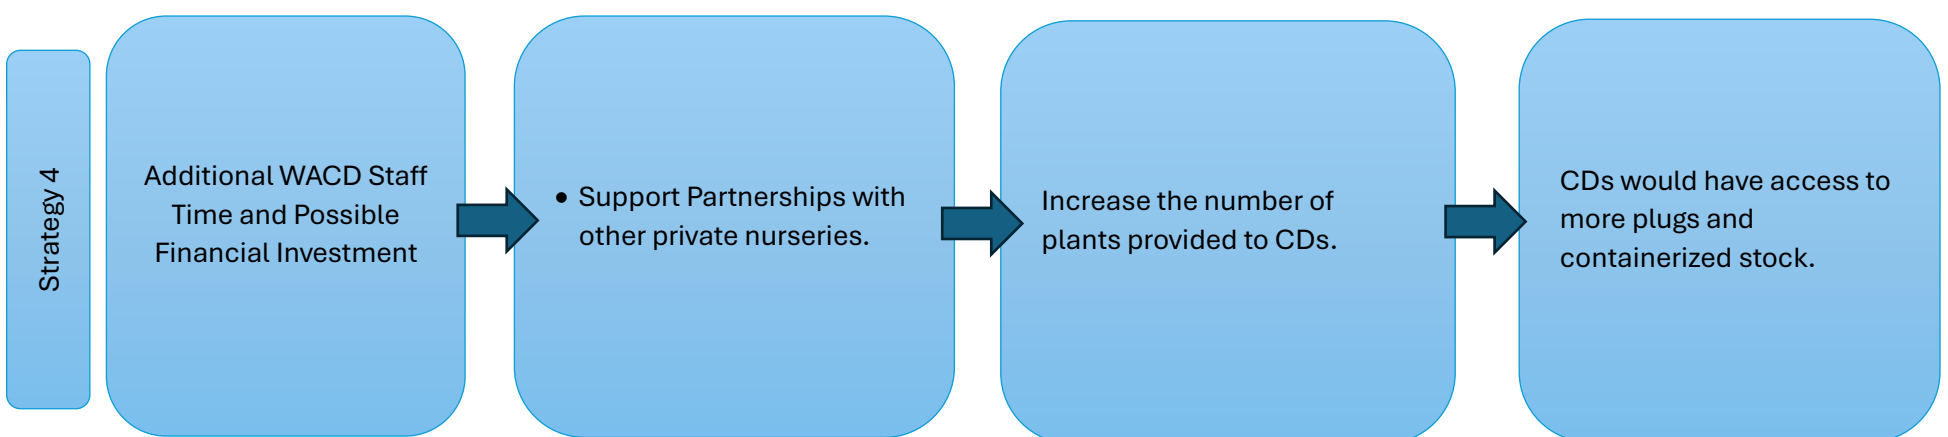 Strategy 4
Additional WACD Staff
Time and Possible
Financial Investment
• Support Partnerships with
other private nurseries.
Increase the number of
plants provided to CDs.
CDs would have access to
more plugs and
containerized stock.